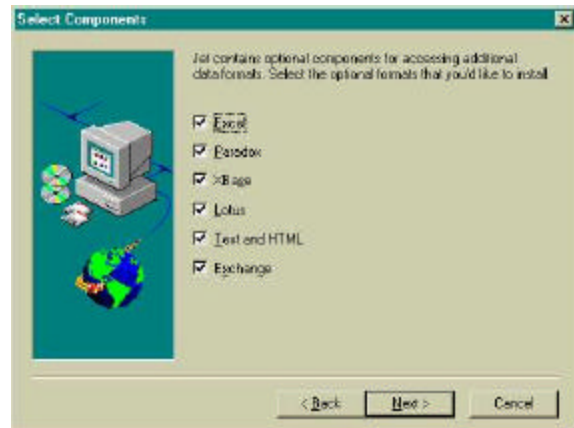 Select Components
Jet contains optional components for accessing additional
data formats. Select the optional formats that you'd like to install
Excel
Paradox
XBase
Lotus
Text and HTML
Exchange
< Back
Next >
Cancel